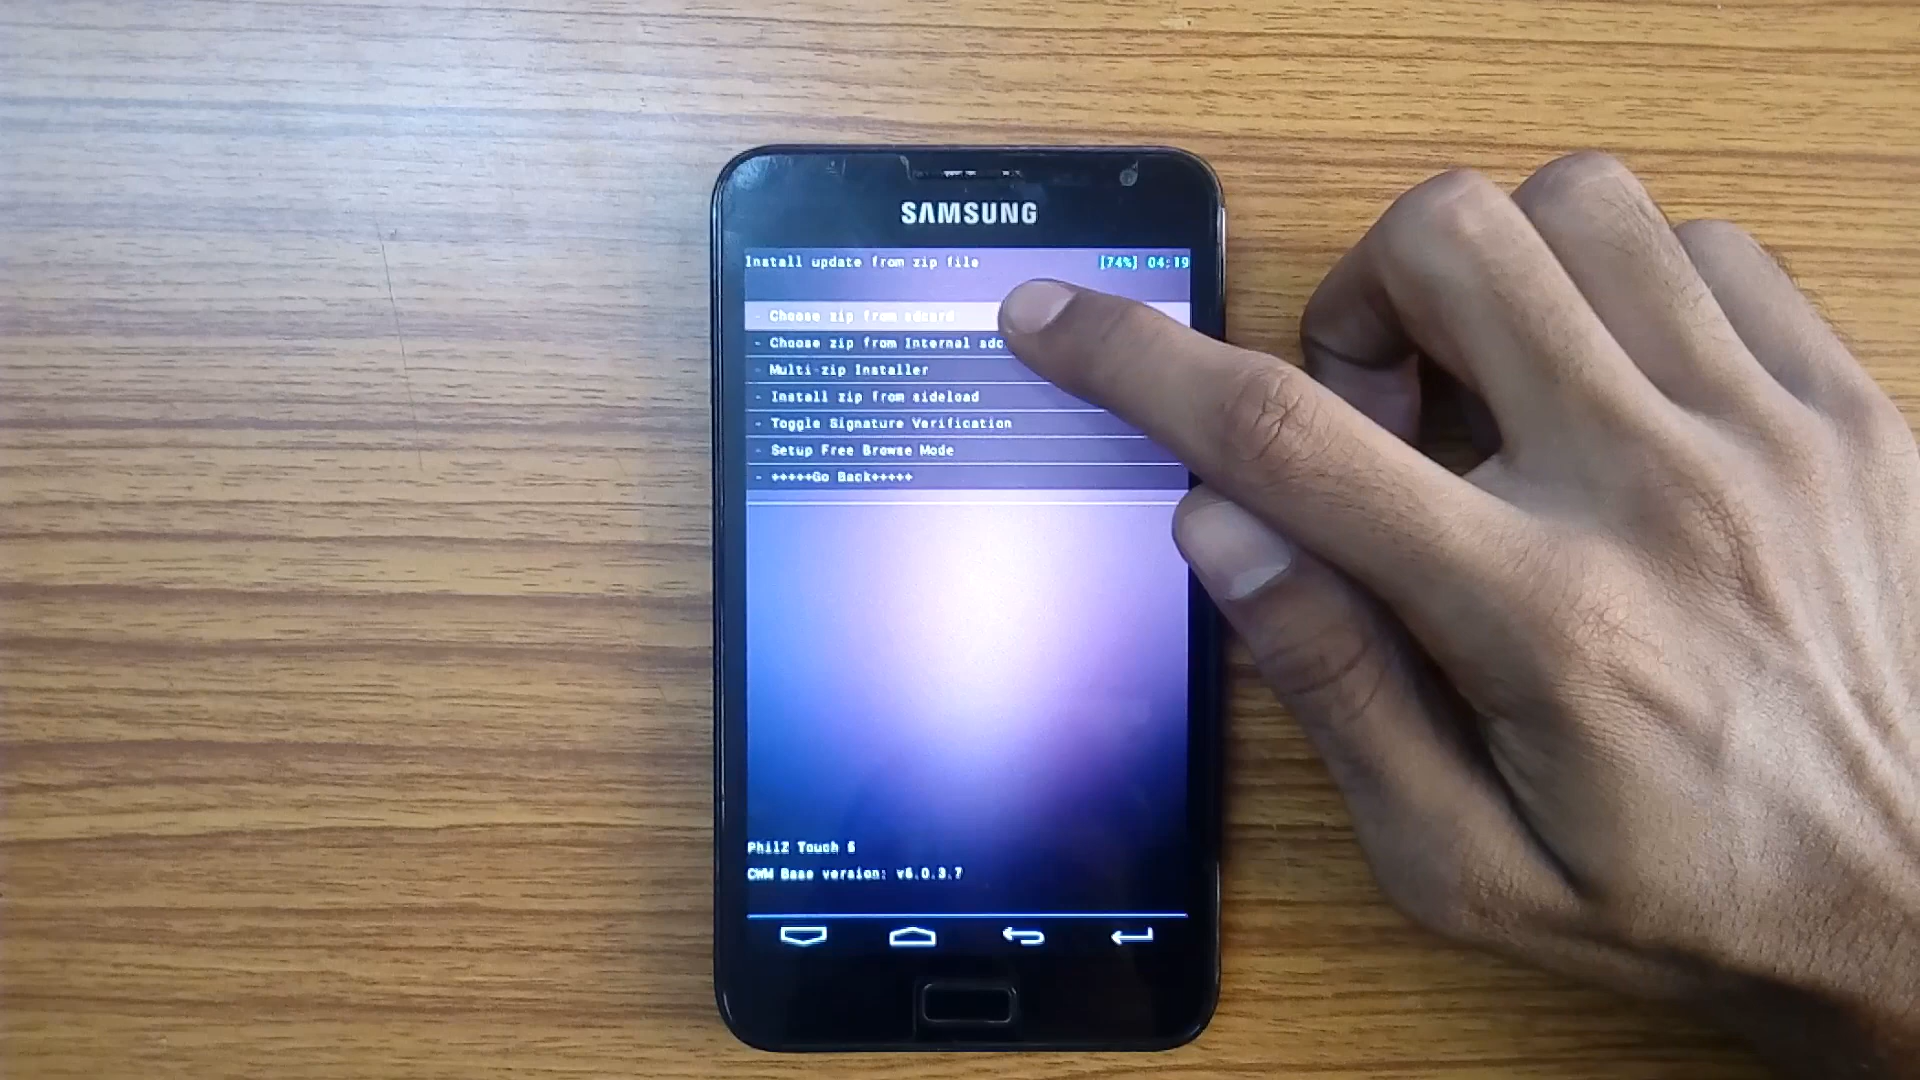 SAMSUNG
Install update from zip file [74%] 04:19
- Choose zip from sdcard
- Choose zip from Internal sdc
- Multi-zip Installer
- Install zip from sideload
- Toggle Signature Verification
- Setup Free Browse Mode
- +++++Go Back+++++
PhilZ Touch 6
CWM Base version: v6.0.3.7